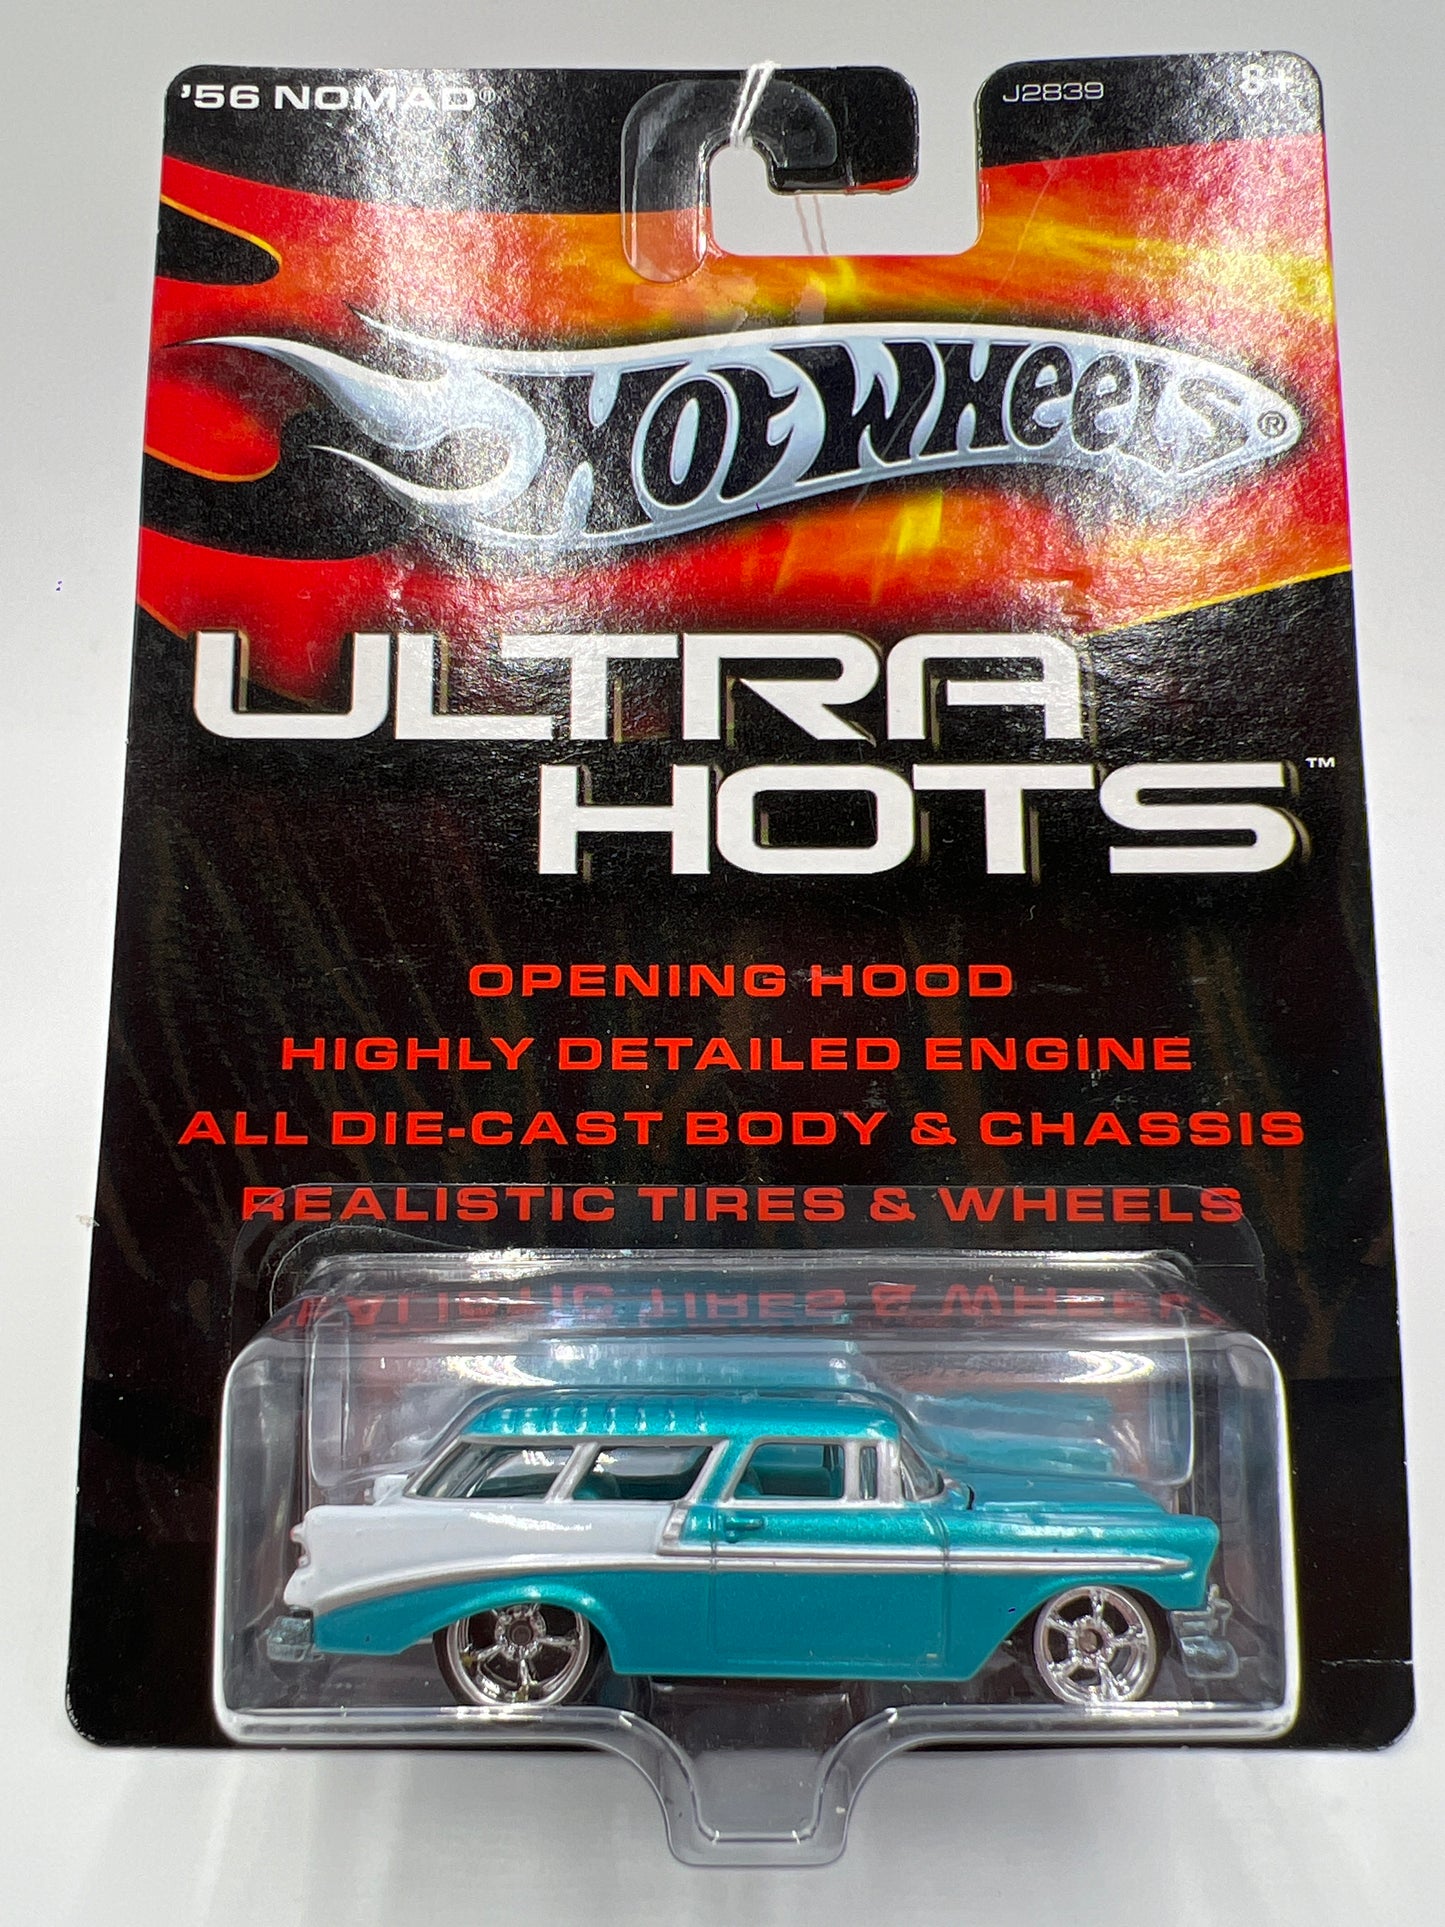 '56 NOMAD®
J2839
8+
HOT WHEELS®
ULTRA
HOTS™
OPENING HOOD
HIGHLY DETAILED ENGINE
ALL DIE-CAST BODY & CHASSIS
REALISTIC TIRES & WHEELS